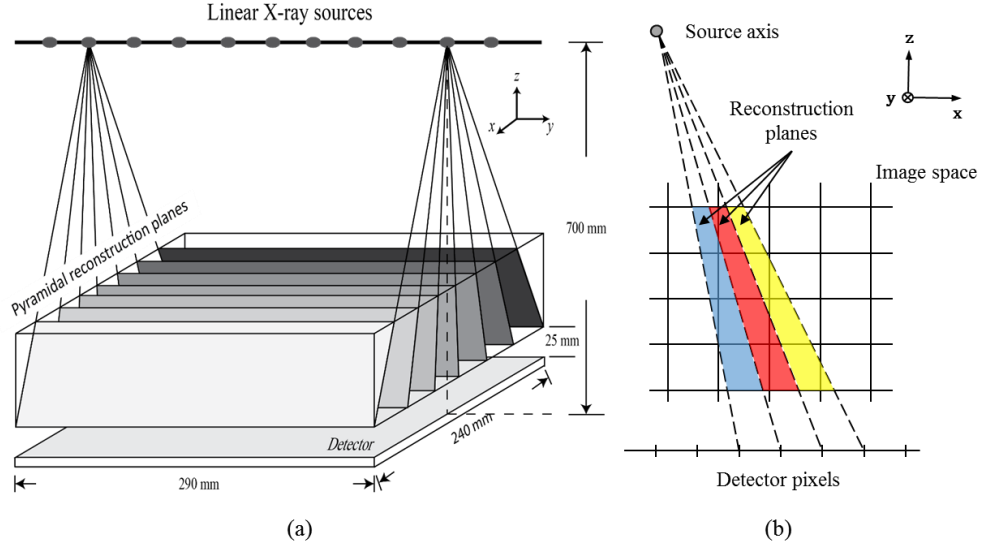 Linear X-ray sources
z
x
y
Pyramidal reconstruction planes
700 mm
25 mm
240 mm
Detector
290 mm
(a)
Source axis
z
y
x
Reconstruction
planes
Image space
Detector pixels
(b)